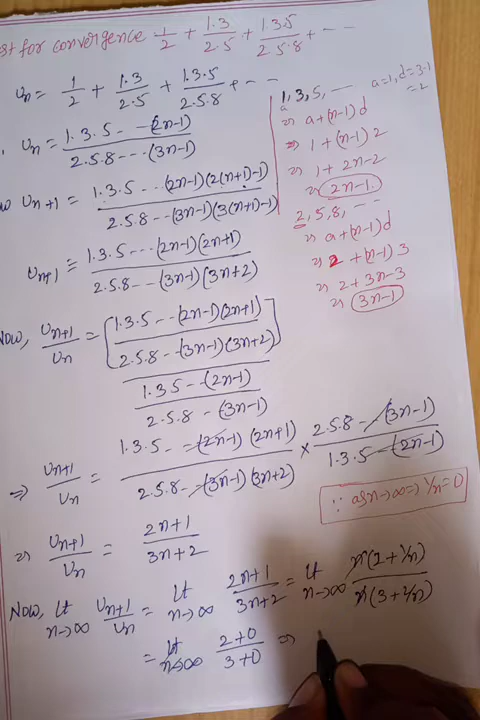 est for convergence 1/2 + 1.3/2.5 + 1.3.5/2.5.8 + - - -
Un = 1/2 + 1.3/2.5 + 1.3.5/2.5.8 + - - -
Un = 1.3.5 - - - (2n-1) / 2.5.8 - - - (3n-1)
Un+1 = 1.3.5 - - - (2n-1)(2(n+1)-1) / 2.5.8 - - (3n-1)(3(n+1)-1)
Un+1 = 1.3.5 - - - (2n-1)(2n+1) / 2.5.8 - - (3n-1)(3n+2)
Now, Un+1/Un = [1.3.5 - - (2n-1)(2n+1) / 2.5.8 - - (3n-1)(3n+2)] / 1.3.5 - - (2n-1) / 2.5.8 - (3n-1)
⇒ Un+1/Un = 1.3.5 - - - (2n-1)(2n+1) / 2.5.8 - - (3n-1)(3n+2) × 2.5.8 - - (3n-1) / 1.3.5 - (2n-1)
⇒ Un+1/Un = 2n+1 / 3n+2
Now, Lt n→∞ Un+1/Un = Lt n→∞ 2n+1 / 3n+2 = Lt n→∞ n(2+1/n) / n(3+2/n)
= Lt n→∞ 2+0 / 3+0 ⇒
1, 3, 5, - - - a=1, d=3-1
a =2
⇒ a+(n-1)d
⇒ 1+(n-1)2
⇒ 1+2n-2
⇒ 2n-1
2, 5, 8, - - -
⇒ a+(n-1)d
⇒ 2+(n-1)3
⇒ 2+3n-3
⇒ 3n-1
∵ as n→∞ ⇒ 1/n = 0